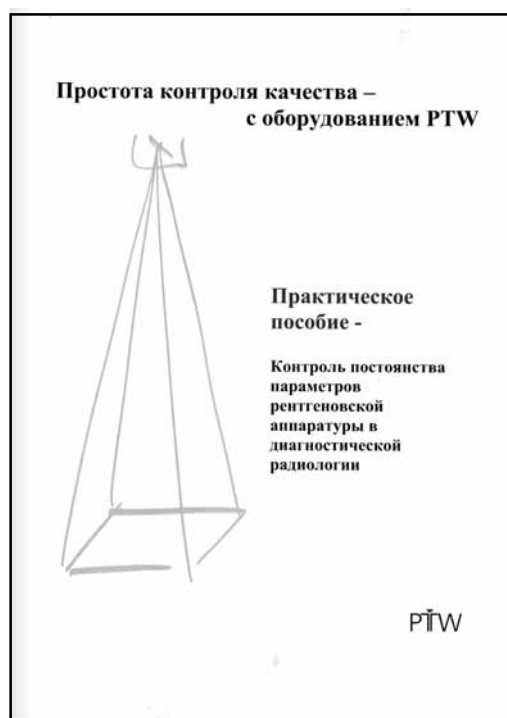 Простота контроля качества –
с оборудованием PTW
Практическое
пособие -
Контроль постоянства
параметров
рентгеновской
аппаратуры в
диагностической
радиологии
PTW